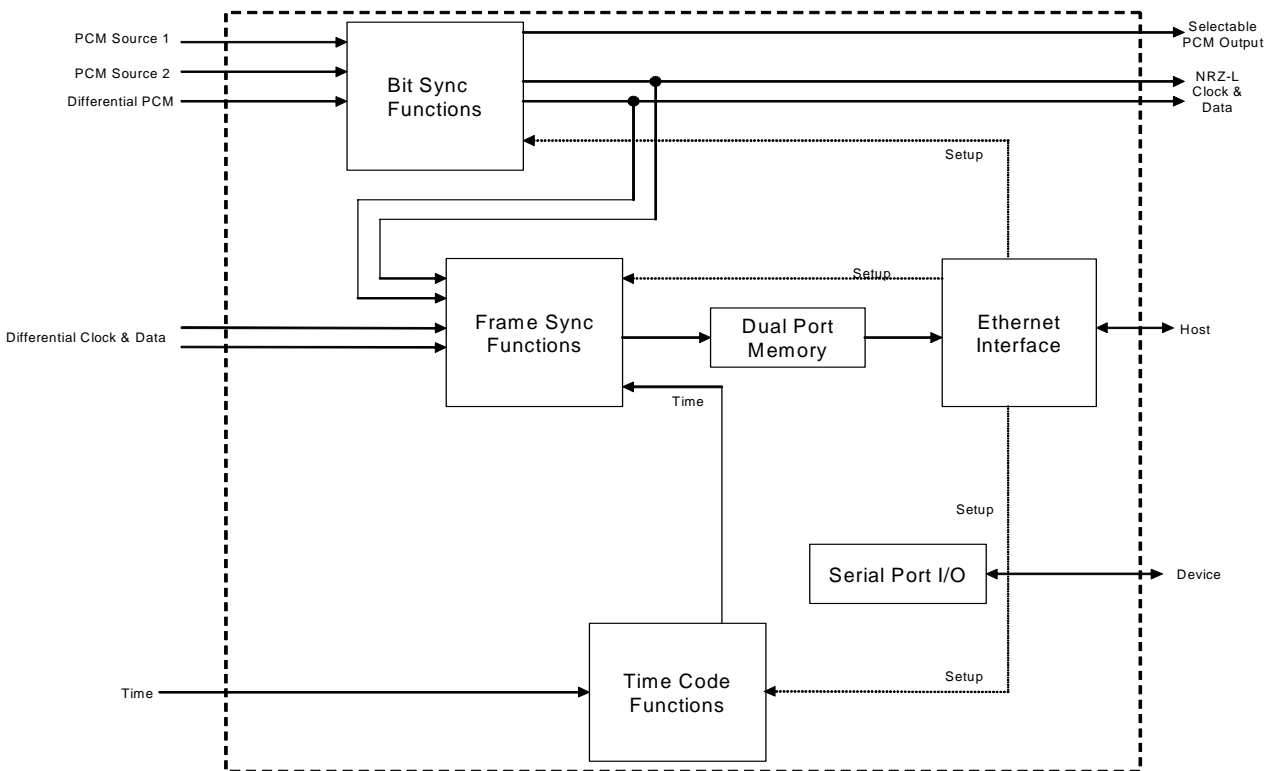 PCM Source 1
PCM Source 2
Differential PCM
Bit Sync
Functions
Selectable
PCM Output
NRZ-L
Clock &
Data
Setup
Setup
Differential Clock & Data
Frame Sync
Functions
Dual Port
Memory
Ethernet
Interface
Host
Time
Setup
Serial Port I/O
Device
Time
Time Code
Functions
Setup